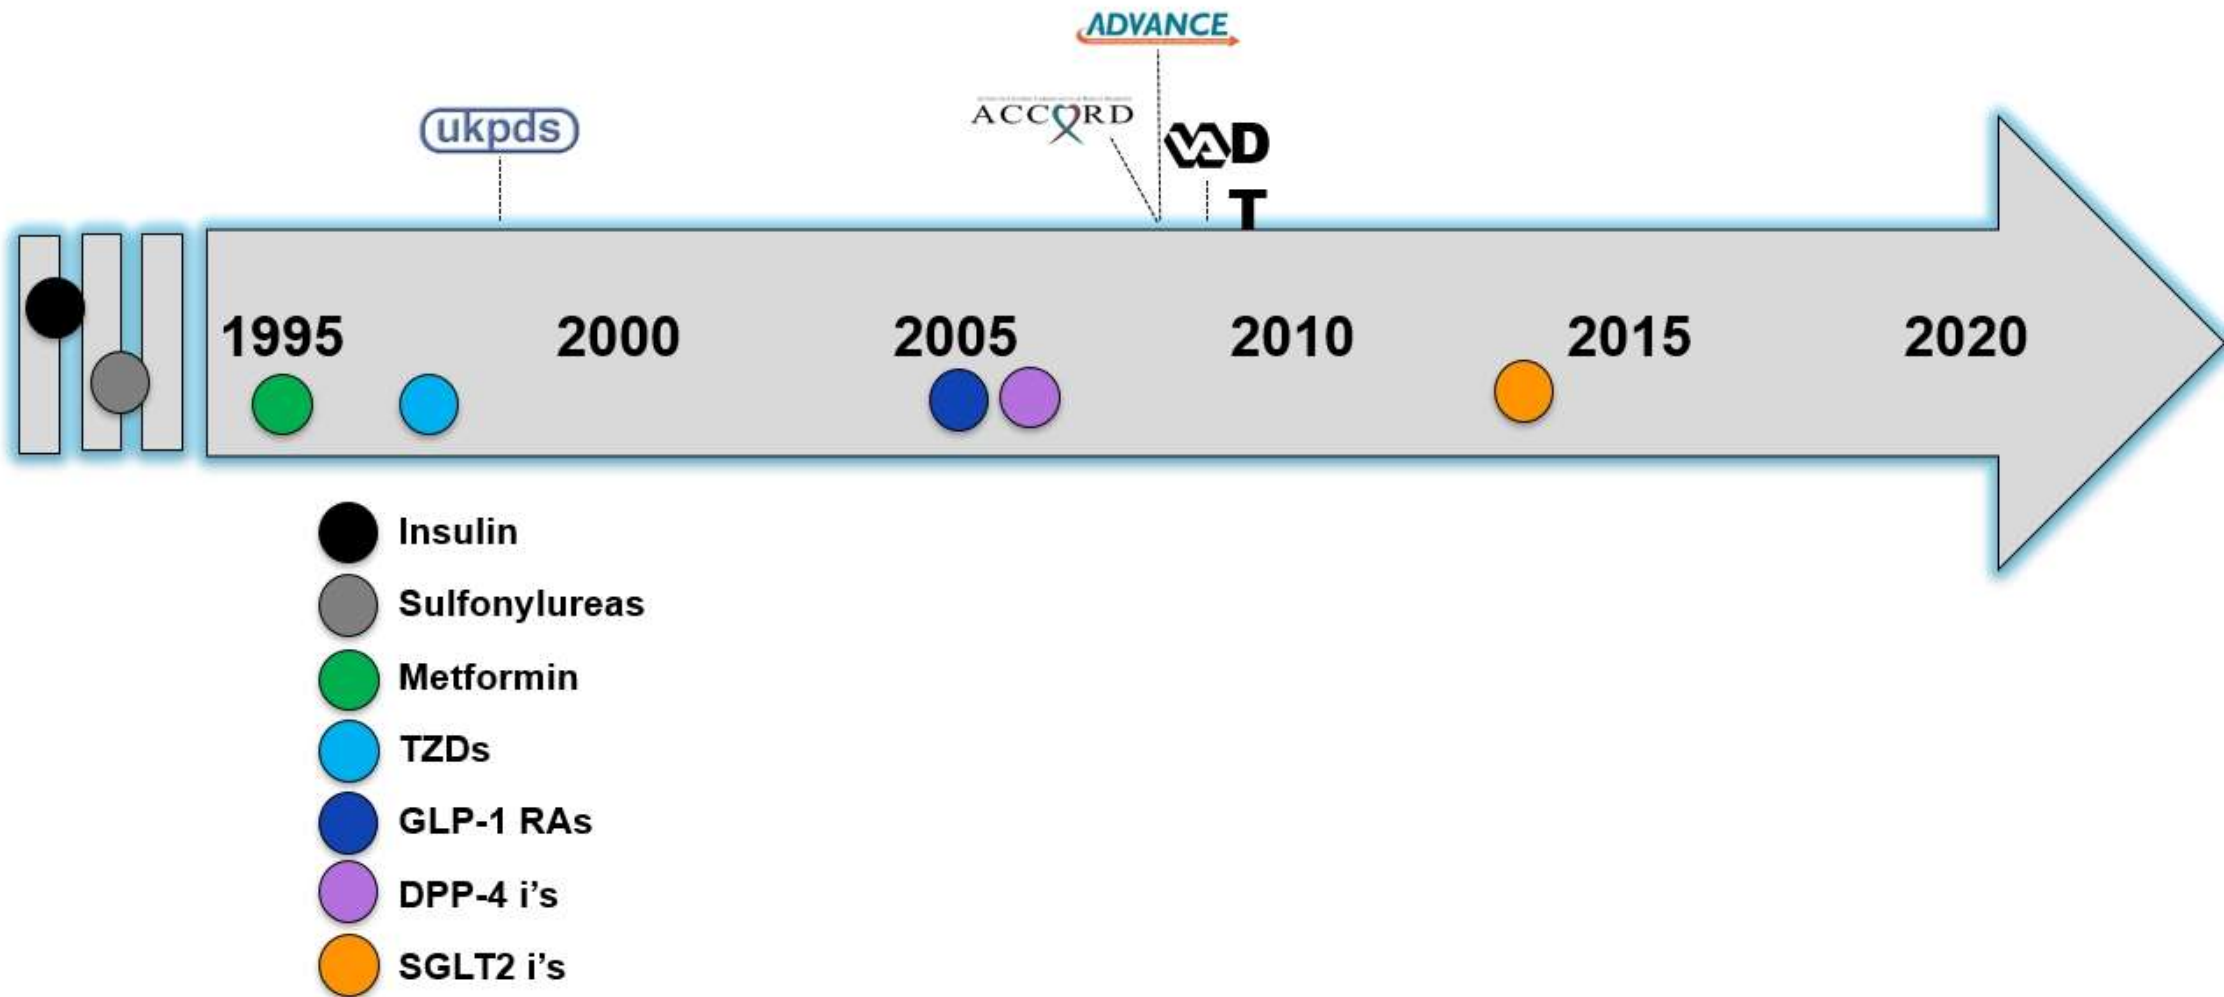 ADVANCE
ukpds
ACCORD
VA D
T
1995 2000 2005 2010 2015 2020
Insulin
Sulfonylureas
Metformin
TZDs
GLP-1 RAs
DPP-4 i’s
SGLT2 i’s